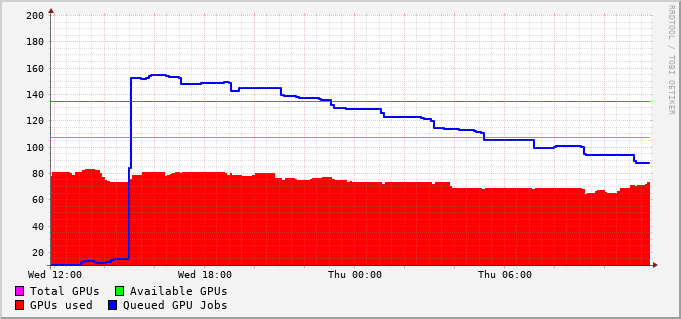 200
180
160
140
120
100
80
60
40
20
Wed 12:00 Wed 18:00 Thu 00:00 Thu 06:00
Total GPUs Available GPUs
GPUs used Queued GPU Jobs
RRDTOOL / TOBI OETIKER